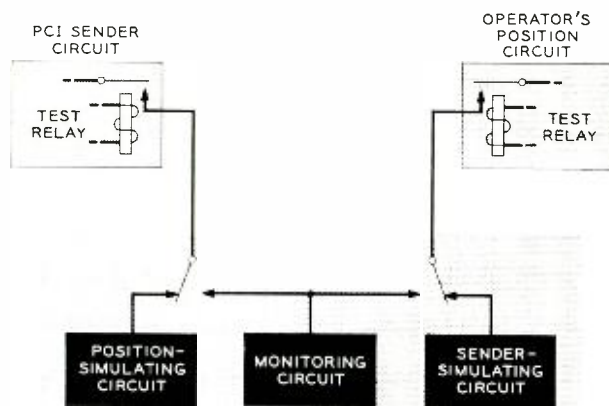 PCI SENDER
CIRCUIT
TEST
RELAY
OPERATOR'S
POSITION
CIRCUIT
TEST
RELAY
POSITION-
SIMULATING
CIRCUIT
MONITORING
CIRCUIT
SENDER-
SIMULATING
CIRCUIT